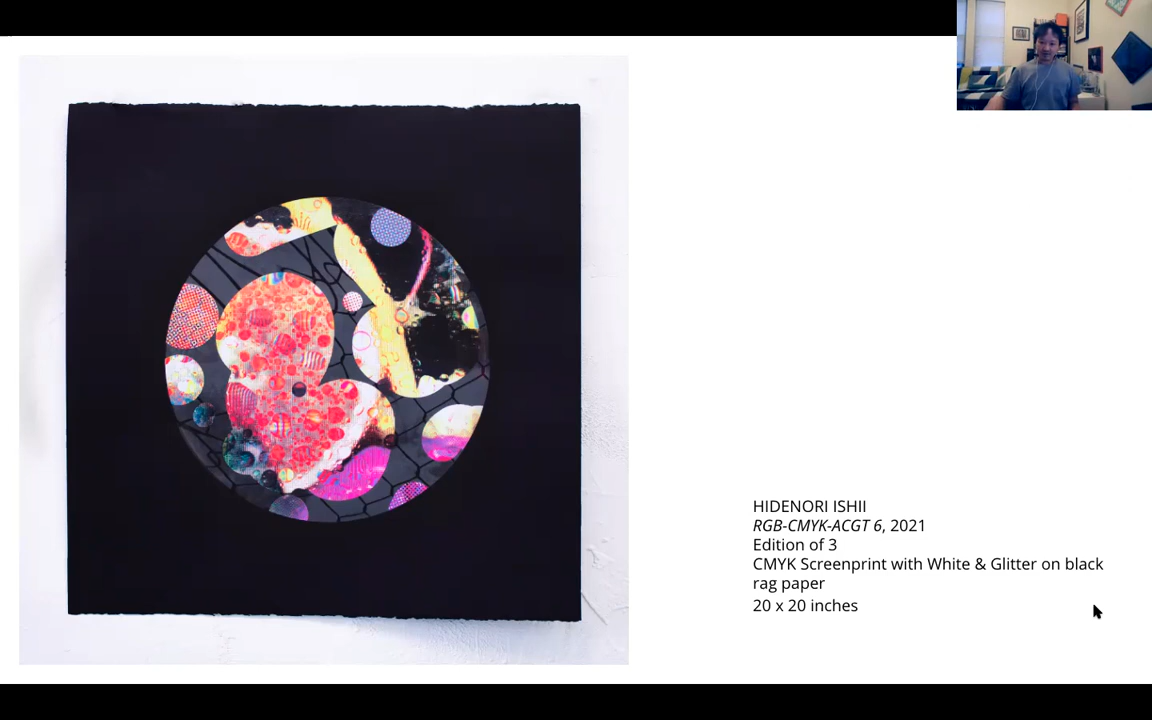 HIDENORI ISHII
RGB-CMYK-ACGT 6, 2021
Edition of 3
CMYK Screenprint with White & Glitter on black
rag paper
20 x 20 inches